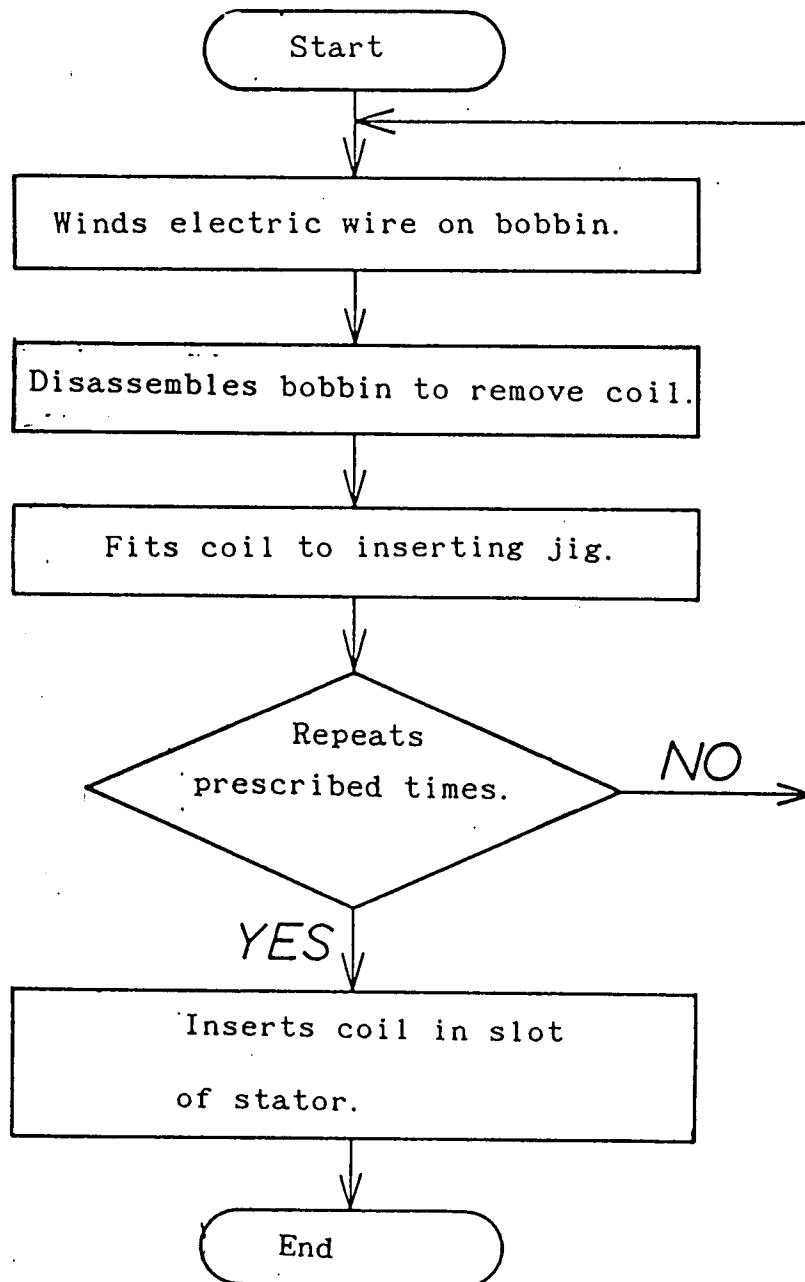 Start
Winds electric wire on bobbin.
Disassembles bobbin to remove coil.
Fits coil to inserting jig.
Repeats
prescribed times.
NO
YES
Inserts coil in slot
of stator.
End